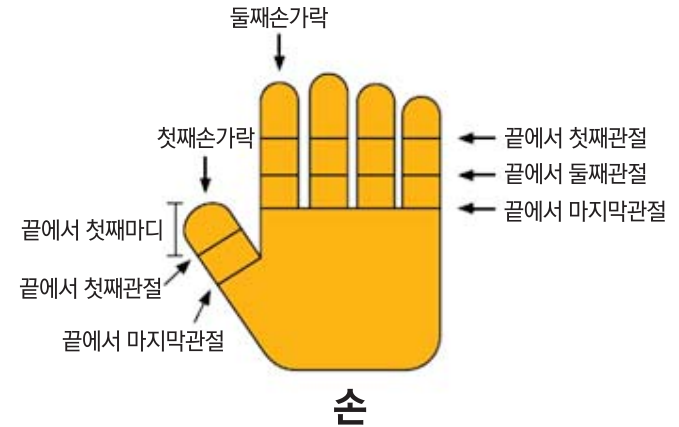 둘째손가락
첫째손가락
끝에서 첫째관절
끝에서 둘째관절
끝에서 마지막관절
끝에서 첫째마디
끝에서 첫째관절
끝에서 마지막관절
손